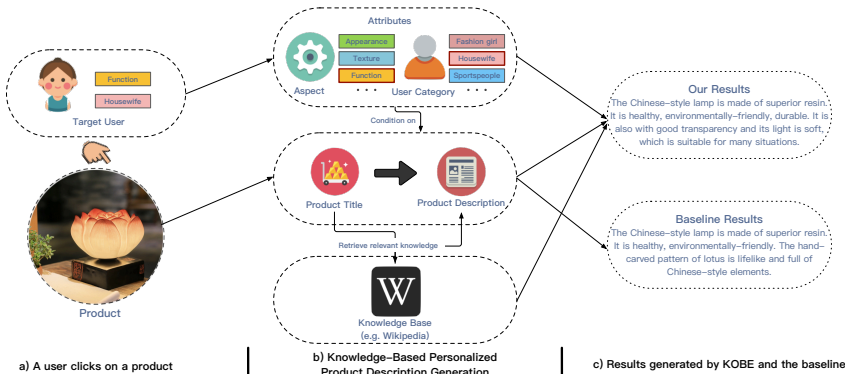 Function
Housewife
Target User
Product
a) A user clicks on a product
Attributes
Appearance
Texture
Function
Aspect
Fashion girl
Housewife
Sportspeople
User Category
Condition on
Product Title
Product Description
Retrieve relevant knowledge
W
Knowledge Base
(e.g. Wikipedia)
b) Knowledge-Based Personalized
Product Description Generation
Our Results
The Chinese-style lamp is made of superior resin.
It is healthy, environmentally-friendly, durable. It is
also with good transparency and its light is soft,
which is suitable for many situations.
Baseline Results
The Chinese-style lamp is made of superior resin.
It is healthy, environmentally-friendly. The hand-
carved pattern of lotus is lifelike and full of
Chinese-style elements.
c) Results generated by KOBE and the baseline